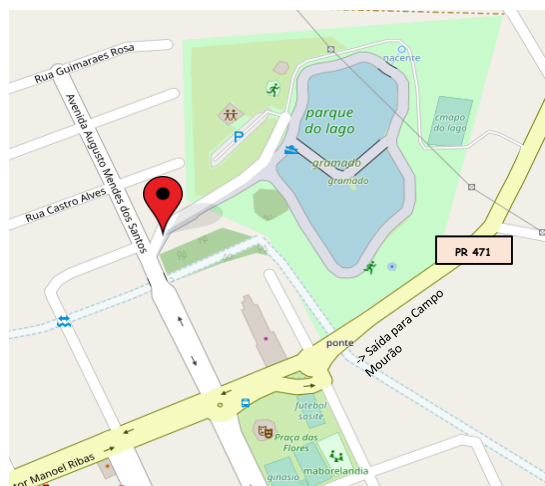 Rua Guimaraes Rosa
nacente
Avenida Augusto Mendes dos Santos
parque
do lago
cmapo
do lago
P
gramado
gramado
Rua Castro Alves
PR 471
-> Saída para Campo
Mourão
ponte
futebol
sosite
Praça das
Flores
maborelandia
ginasio
tor Manoel Ribas